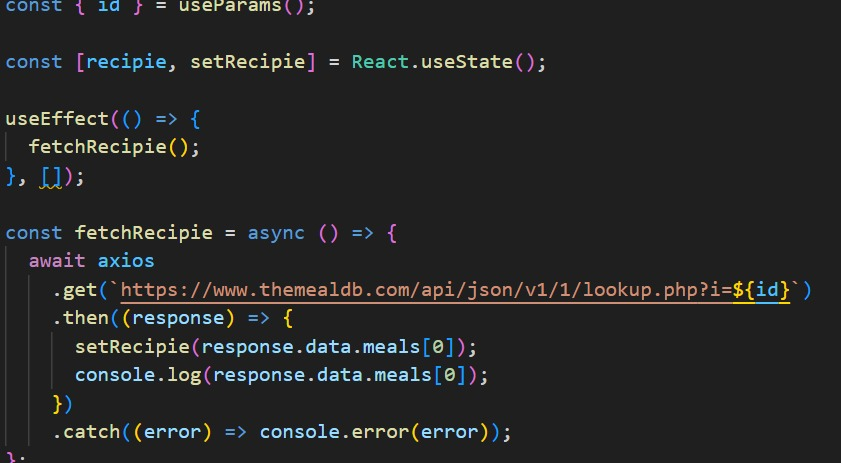 const { id } = useParams();
const [recipie, setRecipie] = React.useState();
useEffect(() => {
fetchRecipie();
}, []);
const fetchRecipie = async () => {
await axios
.get(`https://www.themealdb.com/api/json/v1/1/lookup.php?i=${id}`)
.then((response) => {
setRecipie(response.data.meals[0]);
console.log(response.data.meals[0]);
})
.catch((error) => console.error(error));
};